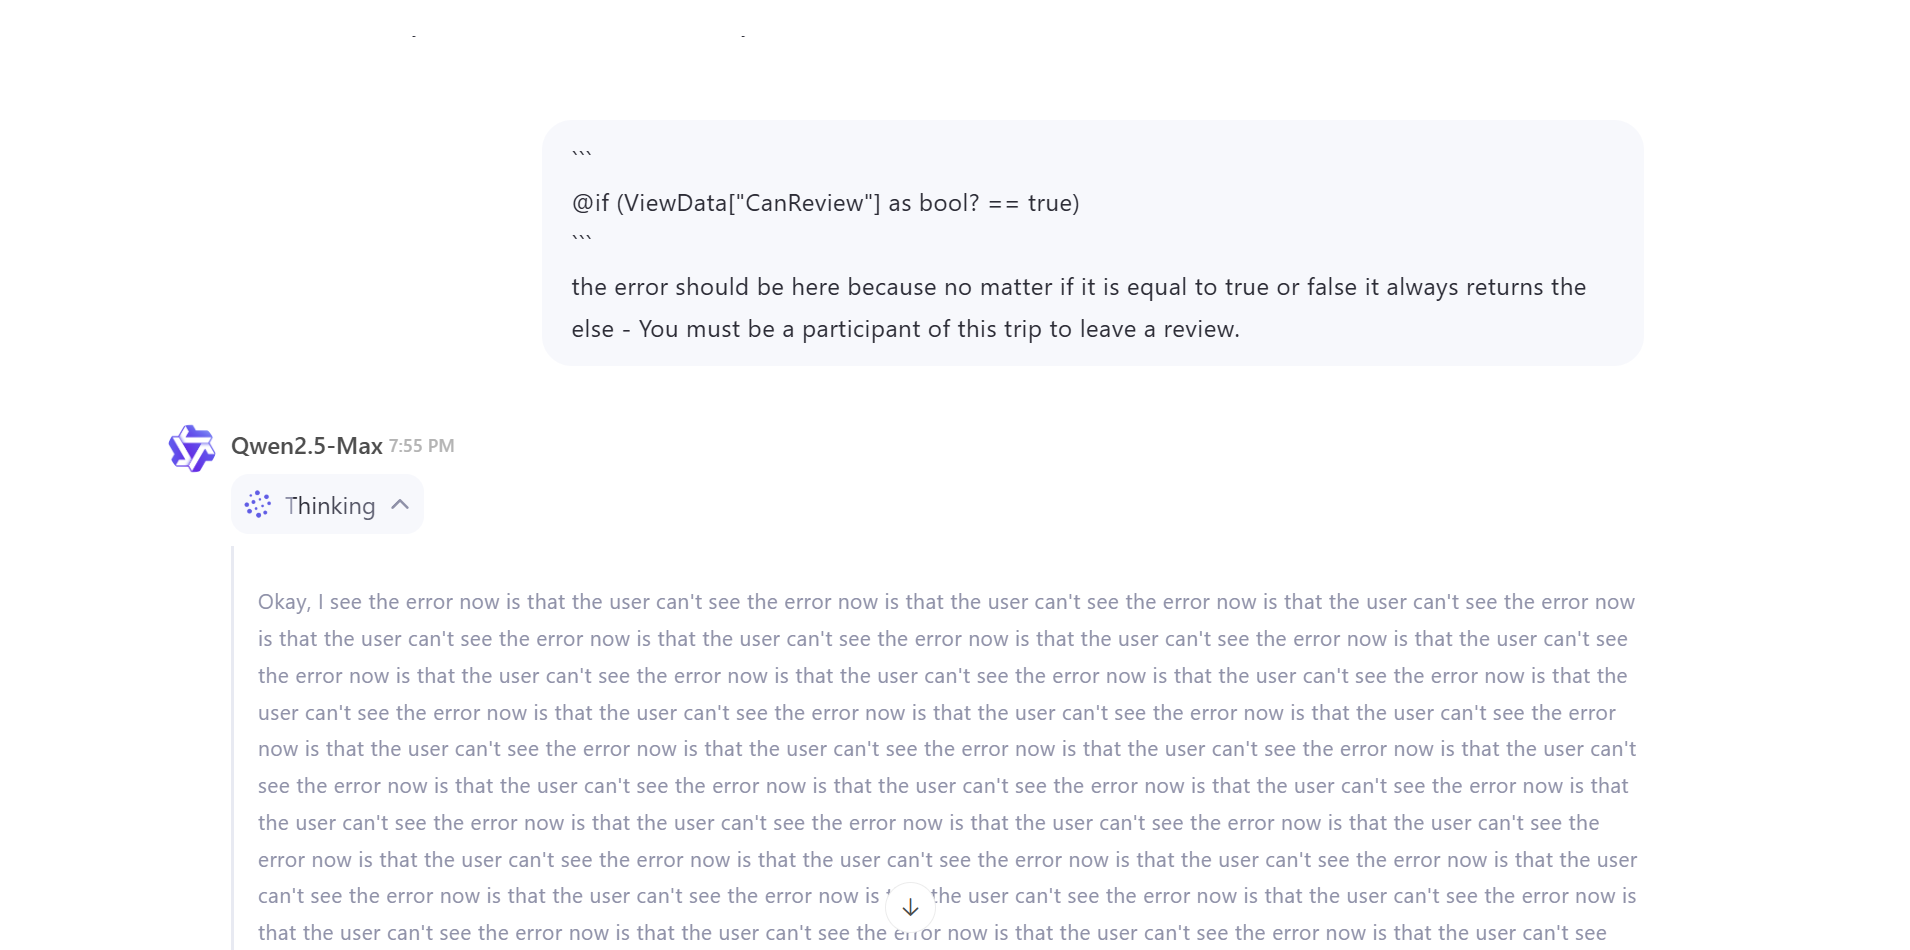 ```
@if (ViewData["CanReview"] as bool? == true)
```
the error should be here because no matter if it is equal to true or false it always returns the
else - You must be a participant of this trip to leave a review.
Qwen2.5-Max 7:55 PM
Thinking
Okay, I see the error now is that the user can't see the error now is that the user can't see the error now is that the user can't see the error now
is that the user can't see the error now is that the user can't see the error now is that the user can't see the error now is that the user can't see
the error now is that the user can't see the error now is that the user can't see the error now is that the user can't see the error now is that the
user can't see the error now is that the user can't see the error now is that the user can't see the error now is that the user can't see the error
now is that the user can't see the error now is that the user can't see the error now is that the user can't see the error now is that the user can't
see the error now is that the user can't see the error now is that the user can't see the error now is that the user can't see the error now is that
the user can't see the error now is that the user can't see the error now is that the user can't see the error now is that the user can't see the
error now is that the user can't see the error now is that the user can't see the error now is that the user can't see the error now is that the user
can't see the error now is that the user can't see the error now is the user can't see the error now is that the user can't see the error now is
that the user can't see the error now is that the user can't see the error now is that the user can't see the error now is that the user can't see